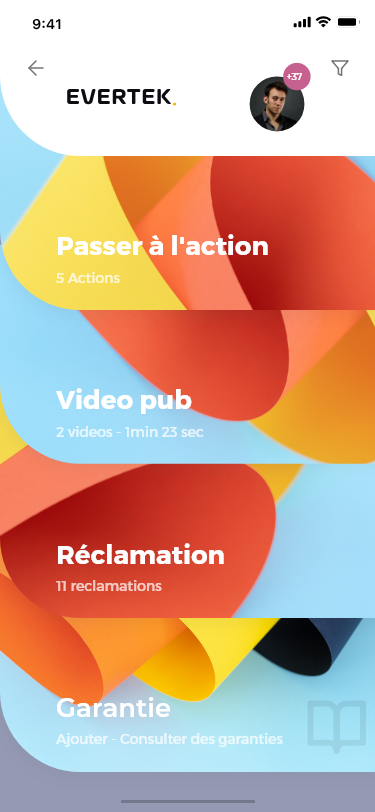 9:41
EVERTEK.
+37
Passer à l'action
5 Actions
Video pub
2 videos - 1min 23 sec
Réclamation
11 reclamations
Garantie
Ajouter - Consulter des garanties